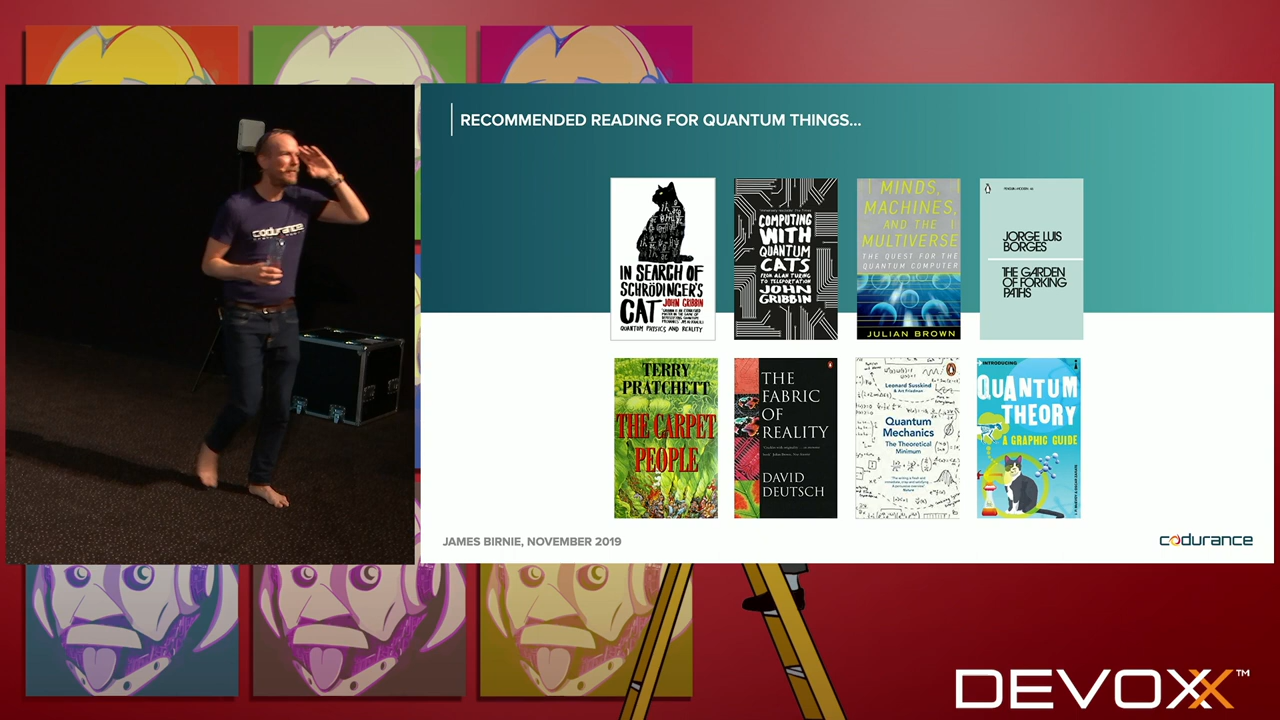 RECOMMENDED READING FOR QUANTUM THINGS...
IN SEARCH OF
SCHRÖDINGER'S
CAT JOHN GRIBBIN
QUANTUM PHYSICS AND REALITY
COMPUTING
WITH
QUANTUM
CATS
FROM ALAN TURING
TO TELEPORTATION
JOHN
GRIBBIN
MINDS,
MACHINES,
AND THE
MULTIVERSE
THE QUEST FOR THE
QUANTUM COMPUTER
JULIAN BROWN
JORGE LUIS
BORGES
THE GARDEN
OF FORKING
PATHS
TERRY
PRATCHETT
THE CARPET
PEOPLE
THE
FABRIC
OF
REALITY
DAVID
DEUTSCH
Leonard Susskind
& Art Friedman
Quantum
Mechanics
The Theoretical
Minimum
INTRODUCING
QUANTUM
THEORY
A GRAPHIC GUIDE
JAMES BIRNIE, NOVEMBER 2019
codurance
codurance
DEVOXX™